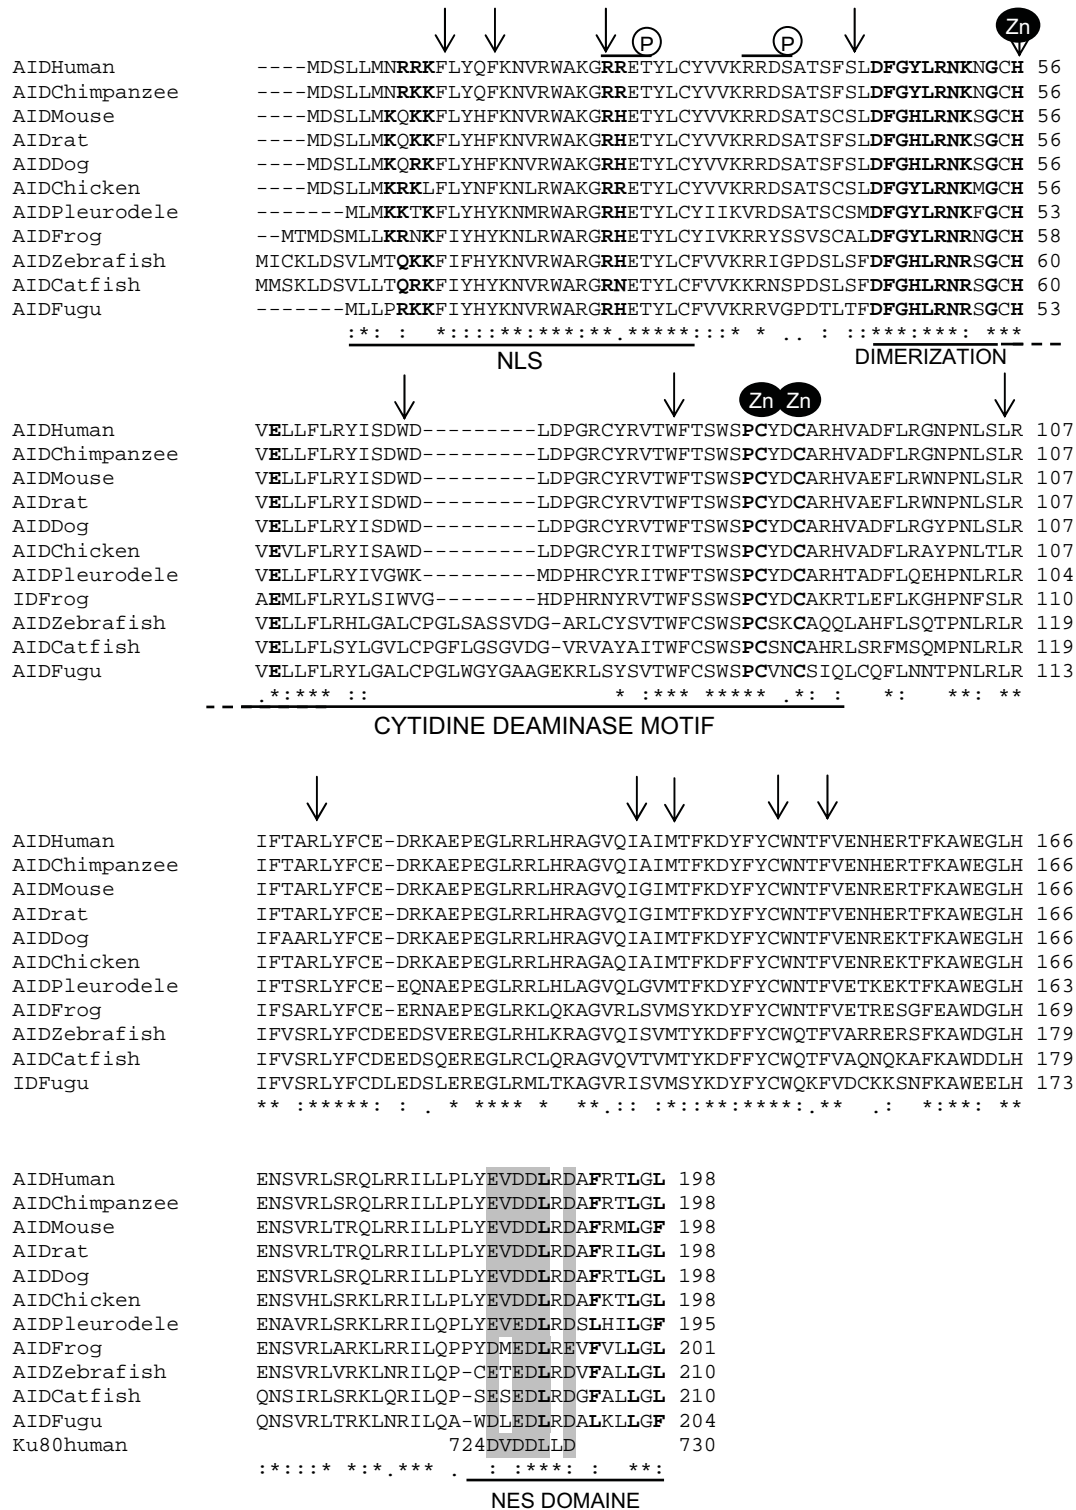 P P Zn
AIDHuman ----MDSLLMNRRKFLYQFKNVRWAKGRRETYLCYVVKRRDSATSFSLDFGYLRNKNGCH 56
AIDChimpanzee ----MDSLLMNRKKFLYQFKNVRWAKGRRETYLCYVVKRRDSATSFSLDFGYLRNKNGCH 56
AIDMouse ----MDSLLMKQKKFLYHFKNVRWAKGRHETYLCYVVKRRDSATSCSLDFGHLRNKSGCH 56
AIDrat ----MDSLLMKQKKFLYHFKNVRWAKGRHETYLCYVVKRRDSATSFSLDFGHLRNKSGCH 56
AIDDog ----MDSLLMKQRKFLYHFKNVRWAKGRHETYLCYVVKRRDSATSFSLDFGHLRNKSGCH 56
AIDChicken ----MDSLLMKRKLFLYNFKNLRWAKGRRETYLCYVVKRRDSATSCSLDFGYLRNKMGCH 56
AIDPleurodele -------MLMKKTKFLYHYKNMRWARGRHETYLCYIIKVRDSATSCSMDFGYLRNKFGCH 53
AIDFrog --MTMDSMLLKRNKFIYHYKNLRWARGRHETYLCYIVKRRYSSVSCALDFGYLRNRNGCH 58
AIDZebrafish MICKLDSVLMTQKKFIFHYKNVRWARGRHETYLCFVVKRRIGPDSLSFDFGHLRNRSGCH 60
AIDCatfish MMSKLDSVLLTQRKFIYHYKNVRWARGRNETYLCFVVKKRNSPDSLSFDFGHLRNRSGCH 60
AIDFugu -------MLLPRKKFIYHYKNVRWARGRHETYLCFVVKRRVGPDTLTFDFGHLRNRSGCH 53
:*: : *::::**:***:**.*****::** * .. : ::***:***: ***
NLS DIMERIZATION
Zn Zn
AIDHuman VELLFLRYISDWD---------LDPGRCYRVTWFTSWSPCYDCARHVADFLRGNPNLSLR 107
AIDChimpanzee VELLFLRYISDWD---------LDPGRCYRVTWFTSWSPCYDCARHVADFLRGNPNLSLR 107
AIDMouse VELLFLRYISDWD---------LDPGRCYRVTWFTSWSPCYDCARHVAEFLRWNPNLSLR 107
AIDrat VELLFLRYISDWD---------LDPGRCYRVTWFTSWSPCYDCARHVAEFLRWNPNLSLR 107
AIDDog VELLFLRYISDWD---------LDPGRCYRVTWFTSWSPCYDCARHVADFLRGYPNLSLR 107
AIDChicken VEVLFLRYISAWD---------LDPGRCYRITWFTSWSPCYDCARHVADFLRAYPNLTLR 107
AIDPleurodele VELLFLRYIVGWK---------MDPHRCYRITWFTSWSPCYDCARHTADFLQEHPNLRLR 104
IDFrog AEMLFLRYLSIWVG--------HDPHRNYRVTWFSSWSPCYDCAKRTLEFLKGHPNFSLR 110
AIDZebrafish VELLFLRHLGALCPGLSASSVDG-ARLCYSVTWFCSWSPCSKCAQQLAHFLSQTPNLRLR 119
AIDCatfish VELLFLRYLGVLCPGFLGSGVDG-VRVAYAITWFCSWSPCSNCAHRLSRFMSQMPNLRLR 119
AIDFugu VELLFLRYLGALCPGLWGYGAAGEKRLSYSVTWFCSWSPCVNCSIQLCQFLNNTPNLRLR 113
.*:**** :: * :*** ***** .*: : *: **: **
CYTIDINE DEAMINASE MOTIF
AIDHuman IFTARLYFCE-DRKAEPEGLRRLHRAGVQIAIMTFKDYFYCWNTFVENHERTFKAWEGLH 166
AIDChimpanzee IFTARLYFCE-DRKAEPEGLRRLHRAGVQIAIMTFKDYFYCWNTFVENHERTFKAWEGLH 166
AIDMouse IFTARLYFCE-DRKAEPEGLRRLHRAGVQIGIMTFKDYFYCWNTFVENRERTFKAWEGLH 166
AIDrat IFTARLYFCE-DRKAEPEGLRRLHRAGVQIGIMTFKDYFYCWNTFVENHERTFKAWEGLH 166
AIDDog IFAARLYFCE-DRKAEPEGLRRLHRAGVQIAIMTFKDYFYCWNTFVENREKTFKAWEGLH 166
AIDChicken IFTARLYFCE-DRKAEPEGLRRLHRAGAQIAIMTFKDYFYCWNTFVENREKTFKAWEGLH 166
AIDPleurodele IFTSRLYFCE-EQNAEPEGLRRLHLAGVQLGVMTFKDYFYCWNTFVETKEKTFKAWEGLH 163
AIDFrog IFSARLYFCE-ERNAEPEGLRKLQKAGVRLSVMSYKDYFYCWNTFVETRESGFEAWDGLH 169
AIDZebrafish IFVSRLYFCDEEDSVEREGLRHLKRAGVQISVMTYKDFFYCWQTFVARRERSFKAWDGLH 179
AIDCatfish IFVSRLYFCDEEDSQEREGLRCLQRAGVQVTVMTYKDFFYCWQTFVAQNQKAFKAWDDLH 179
IDFugu IFVSRLYFCDLEDSLEREGLRMLTKAGVRISVMSYKDYFYCWQKFVDCKKSNFKAWEELH 173
** :*****: : . * **** * **.:: :*::**:****:.** .: *:**: **
AIDHuman ENSVRLSRQLRRILLPLYEVDDLRDAFRTLGL 198
AIDChimpanzee ENSVRLSRQLRRILLPLYEVDDLRDAFRTLGL 198
AIDMouse ENSVRLTRQLRRILLPLYEVDDLRDAFRMLGF 198
AIDrat ENSVRLTRQLRRILLPLYEVDDLRDAFRILGL 198
AIDDog ENSVRLSRQLRRILLPLYEVDDLRDAFRTLGL 198
AIDChicken ENSVHLSRKLRRILLPLYEVDDLRDAFKTLGL 198
AIDPleurodele ENAVRLSRKLRRILQPLYEVEDLRDSLHILGF 195
AIDFrog ENSVRLARKLRRILQPPYDMEDLREVFVLLGL 201
AIDZebrafish ENSVRLVRKLNRILQP-CETEDLRDVFALLGL 210
AIDCatfish QNSIRLSRKLQRILQP-SESEDLRDGFALLGL 210
AIDFugu QNSVRLTRKLNRILQA-WDLEDLRDALKLLGF 204
Ku80human 724DVDDLLD 730
:*:::* *:*.*** . : :***: : **:
NES DOMAINE